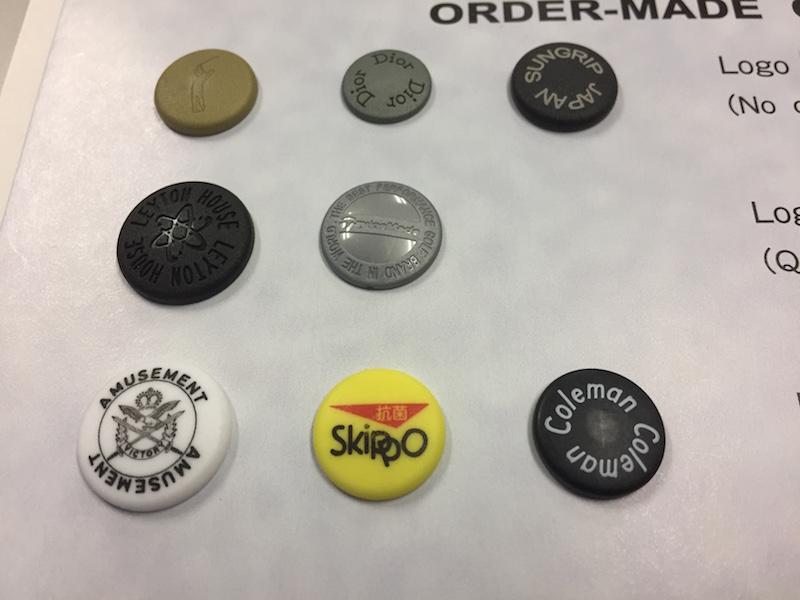 ORDER-MADE
Dior Dior Dior
SUNGRIP JAPAN
Logo
(No
LEYTON HOUSE LEYTON HOUSE
THE BEST PERFORMANCE GOLF BRAND IN THE WORLD
TaylorMade
Log
(Q
AMUSEMENT
VICTORY
AMUSEMENT
抗菌
SkippO
Coleman Coleman